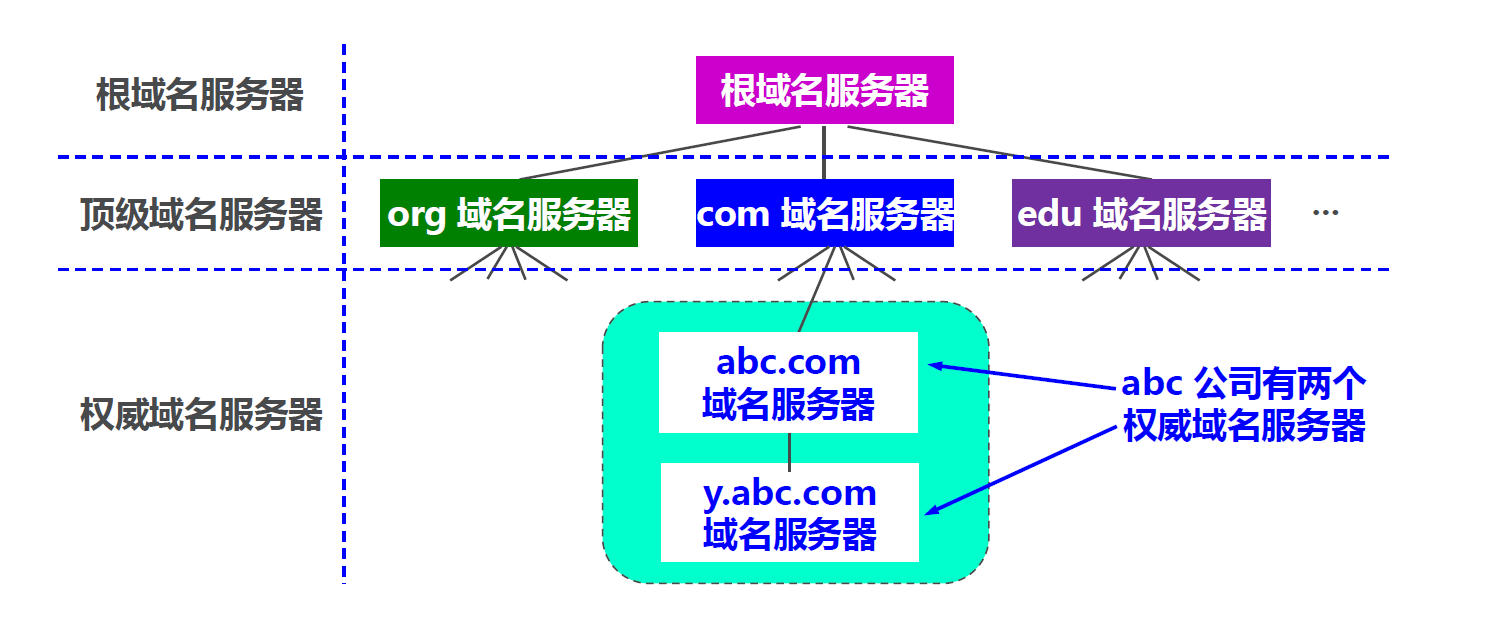 根域名服务器
根域名服务器
顶级域名服务器
org 域名服务器
com 域名服务器
edu 域名服务器
...
权威域名服务器
abc.com
域名服务器
y.abc.com
域名服务器
abc 公司有两个
权威域名服务器